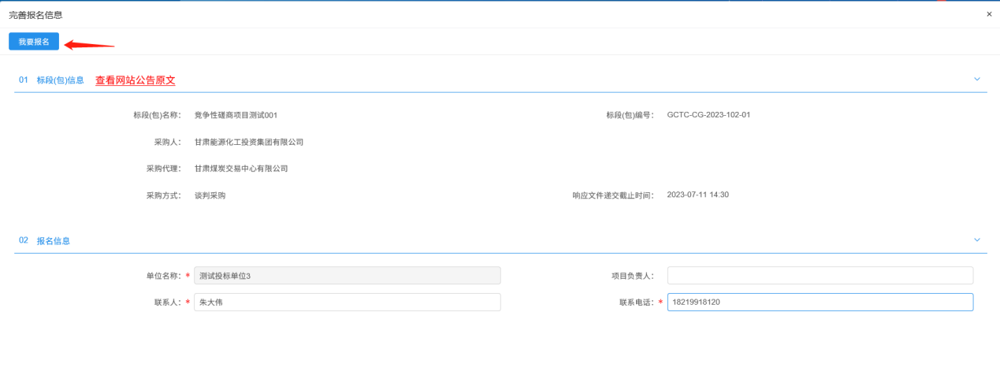 完善报名信息 ×
我要报名
01 标段(包)信息 查看网站公告原文
标段(包)名称： 竞争性磋商项目测试001 标段(包)编号： GCTC-CG-2023-102-01
采购人： 甘肃能源化工投资集团有限公司
采购代理： 甘肃煤炭交易中心有限公司
采购方式： 谈判采购 响应文件递交截止时间： 2023-07-11 14:30
02 报名信息
单位名称：* 测试投标单位3 项目负责人：
联系人：* 朱大伟 联系电话：* 18219918120